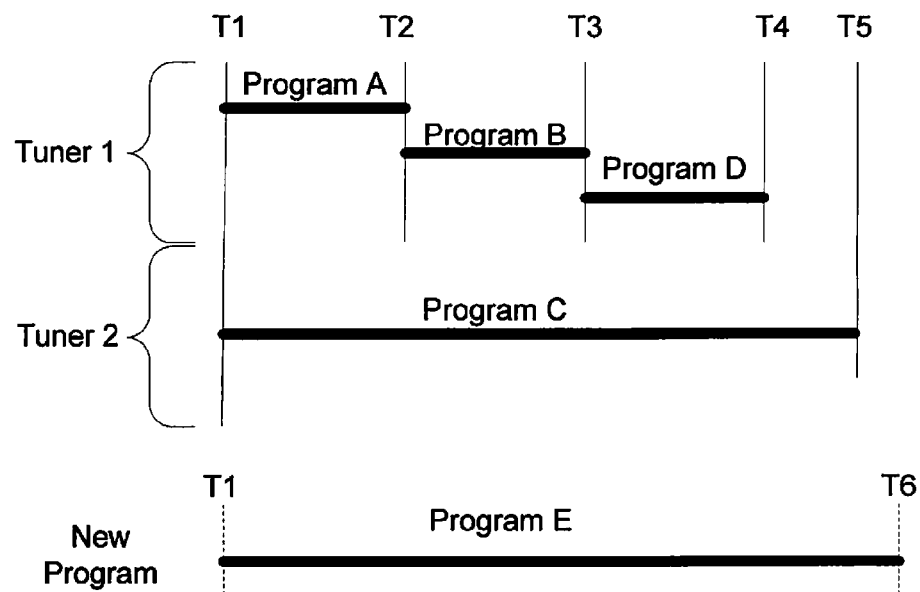 T1 T2 T3 T4 T5
Program A
Program B
Program D
Tuner 1
Program C
Tuner 2
T1 T6
Program E
New
Program